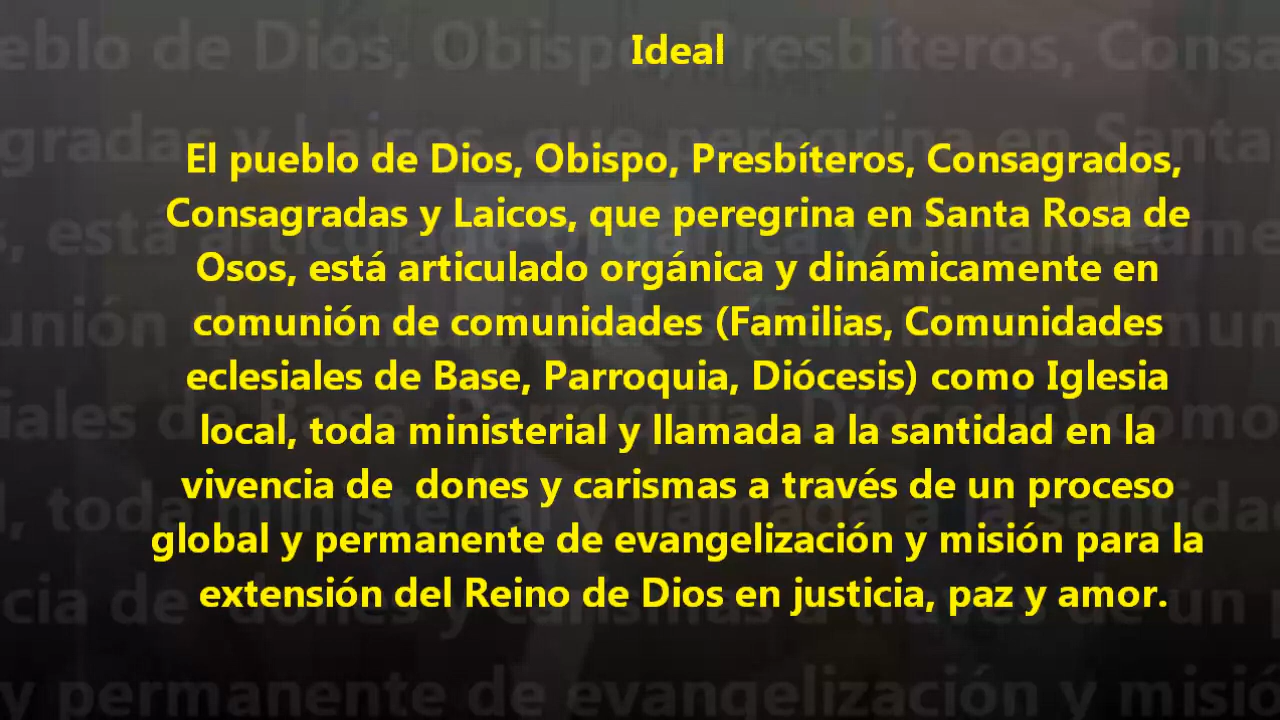 Ideal
El pueblo de Dios, Obispo, Presbíteros, Consagrados,
Consagradas y Laicos, que peregrina en Santa Rosa de
Osos, está articulado orgánica y dinámicamente en
comunión de comunidades (Familias, Comunidades
eclesiales de Base, Parroquia, Diócesis) como Iglesia
local, toda ministerial y llamada a la santidad en la
vivencia de  dones y carismas a través de un proceso
global y permanente de evangelización y misión para la
extensión del Reino de Dios en justicia, paz y amor.